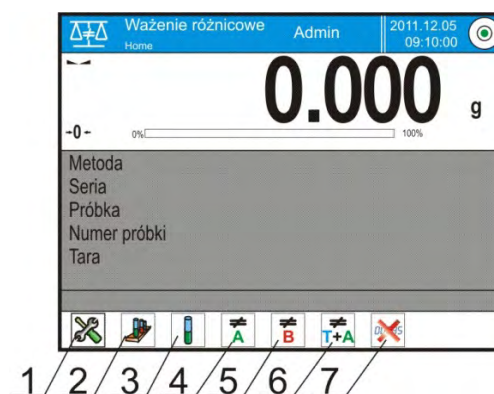 Ważenie różnicowe
Home
Admin
2011.12.05
09:10:00
0.000 g
→0←
0% 100%
Metoda
Seria
Próbka
Numer próbki
Tara
≠ A ≠ B ≠ T+A
1 2 3 4 5 6 7